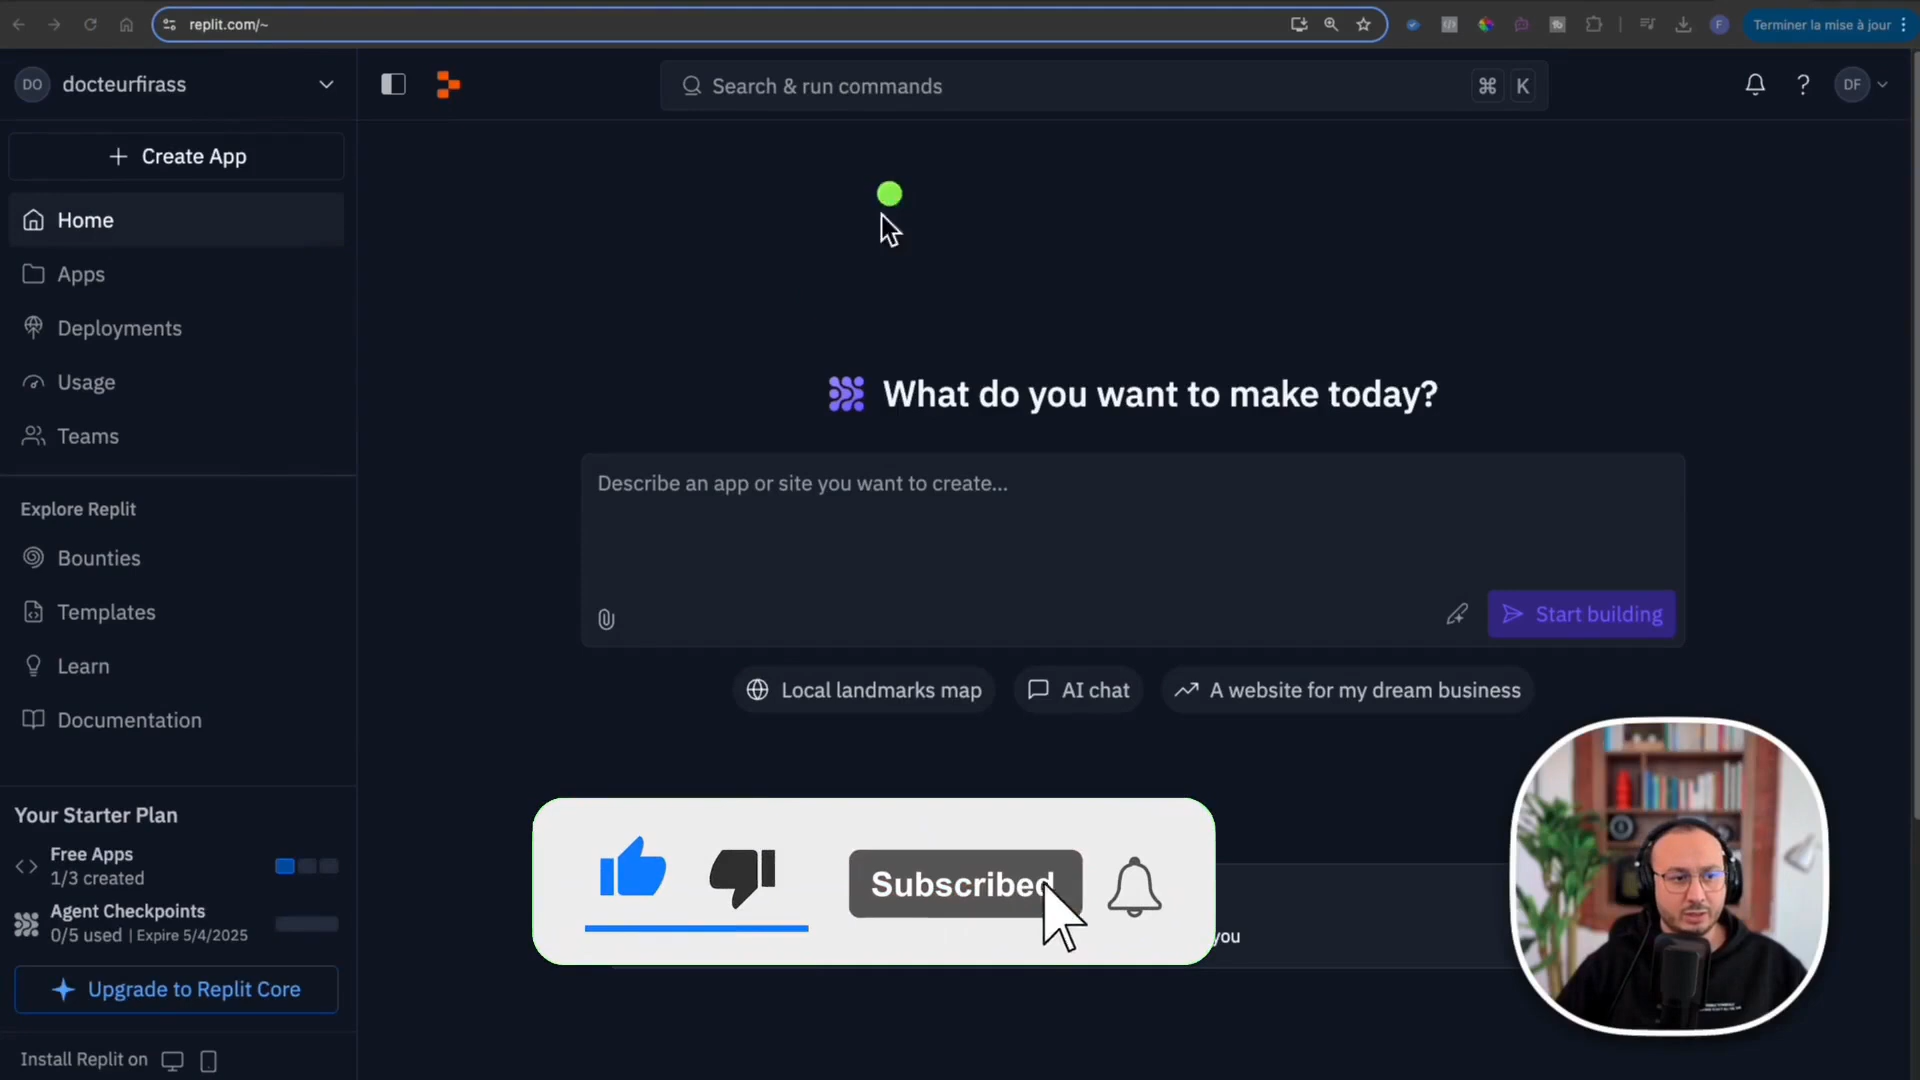 replit.com/~
Terminer la mise à jour
F
DO
docteurfirass
Search & run commands
⌘ K
?
DF
+ Create App
Home
Apps
Deployments
Usage
Teams
Explore Replit
Bounties
Templates
Learn
Documentation
Your Starter Plan
Free Apps
1/3 created
Agent Checkpoints
0/5 used | Expire 5/4/2025
Upgrade to Replit Core
Install Replit on
What do you want to make today?
Describe an app or site you want to create...
Start building
Local landmarks map
AI chat
A website for my dream business
Subscribed
you